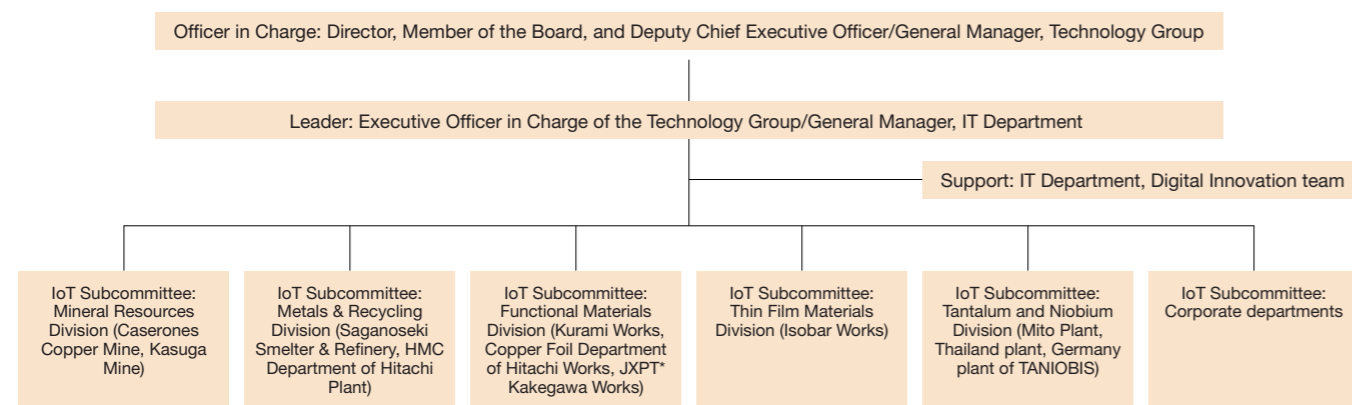 Officer in Charge: Director, Member of the Board, and Deputy Chief Executive Officer/General Manager, Technology Group
Leader: Executive Officer in Charge of the Technology Group/General Manager, IT Department
Support: IT Department, Digital Innovation team
IoT Subcommittee:
Mineral Resources
Division (Caserones
Copper Mine, Kasuga
Mine)
IoT Subcommittee:
Metals & Recycling
Division (Saganoseki
Smelter & Refinery, HMC
Department of Hitachi
Plant)
IoT Subcommittee:
Functional Materials
Division (Kurami Works,
Copper Foil Department
of Hitachi Works, JXPT*
Kakegawa Works)
IoT Subcommittee:
Thin Film Materials
Division (Isobar Works)
IoT Subcommittee:
Tantalum and Niobium
Division (Mito Plant,
Thailand plant, Germany
plant of TANIOBIS)
IoT Subcommittee:
Corporate departments